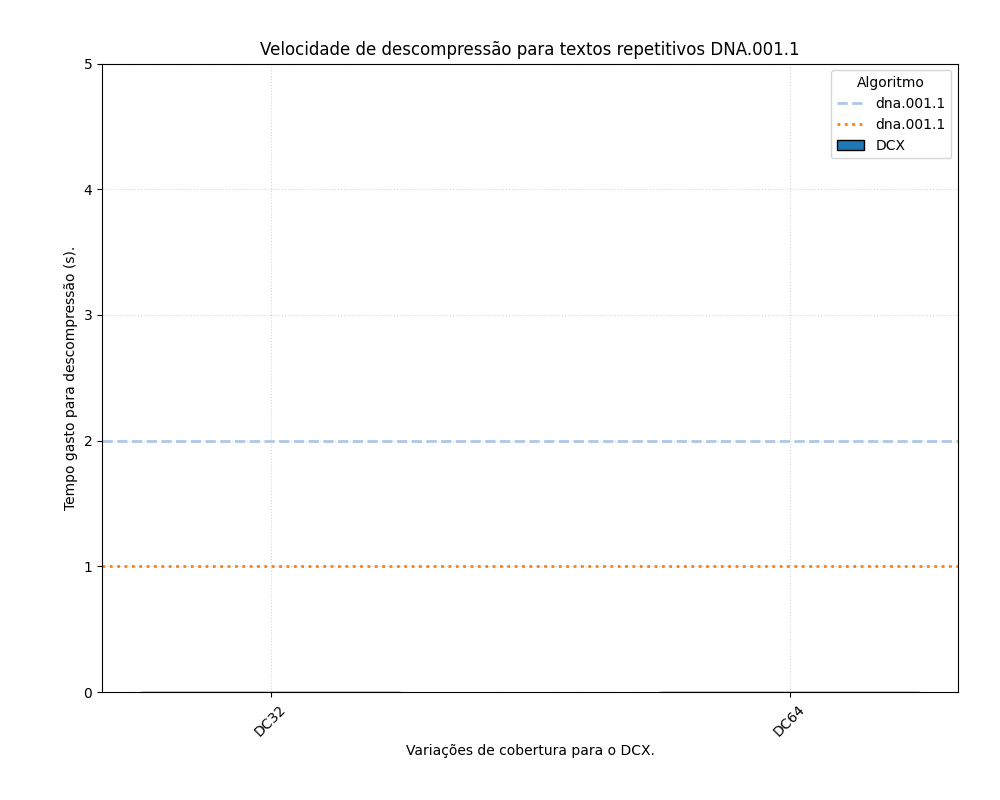 Velocidade de descompressão para textos repetitivos DNA.001.1
Algoritmo
dna.001.1
dna.001.1
DCX
5
4
3
2
1
0
Tempo gasto para descompressão (s).
DC32
DC64
Variações de cobertura para o DCX.